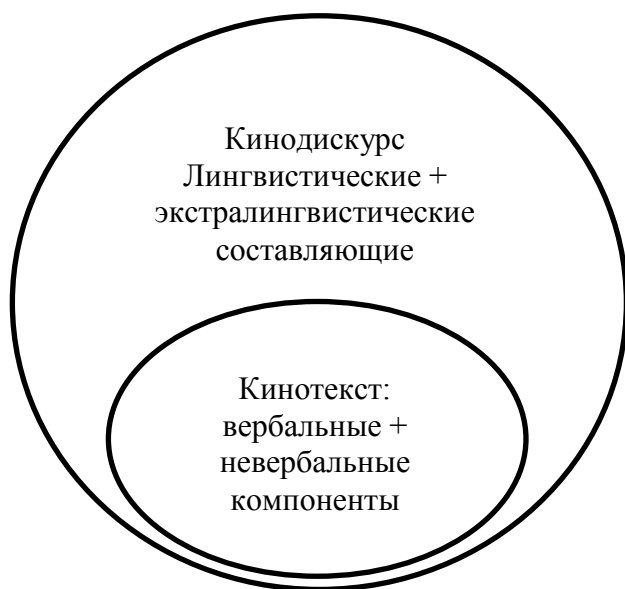 Кинодискурс
Лингвистические +
экстралингвистические
составляющие
Кинотекст:
вербальные +
невербальные
компоненты